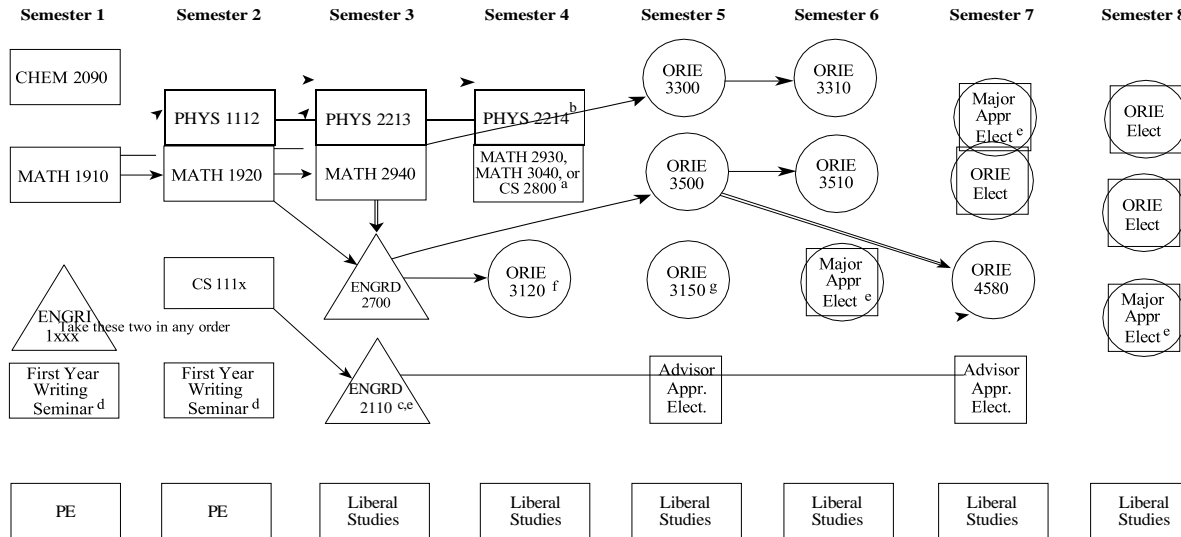 Semester 1
Semester 2
Semester 3
Semester 4
Semester 5
Semester 6
Semester 7
Semester 8
CHEM 2090
PHYS 1112
PHYS 2213
PHYS 2214 b
ORIE
3300
ORIE
3310
Major
Appr
Elect e
ORIE
Elect
MATH 1910
MATH 1920
MATH 2940
MATH 2930,
MATH 3040, or
CS 2800 a
ORIE
3500
ORIE
3510
ORIE
Elect
ORIE
Elect
ENGRI
1xxx
Take these two in any order
CS 111x
ENGRD
2700
ORIE
3120 f
ORIE
3150 g
Major
Appr
Elect e
ORIE
4580
Major
Appr
Elect e
First Year
Writing
Seminar d
First Year
Writing
Seminar d
ENGRD
2110 c,e
Advisor
Appr.
Elect.
Advisor
Appr.
Elect.
PE
PE
Liberal
Studies
Liberal
Studies
Liberal
Studies
Liberal
Studies
Liberal
Studies
Liberal
Studies